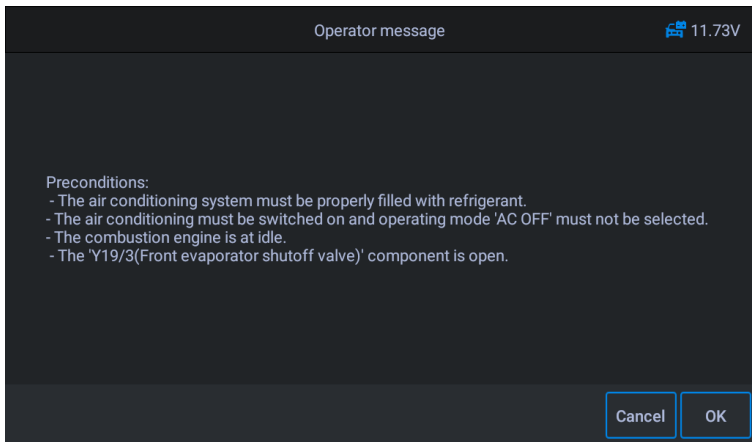 Operator message
11.73V
Preconditions:
- The air conditioning system must be properly filled with refrigerant.
- The air conditioning must be switched on and operating mode 'AC OFF' must not be selected.
- The combustion engine is at idle.
- The 'Y19/3(Front evaporator shutoff valve)' component is open.
Cancel
OK